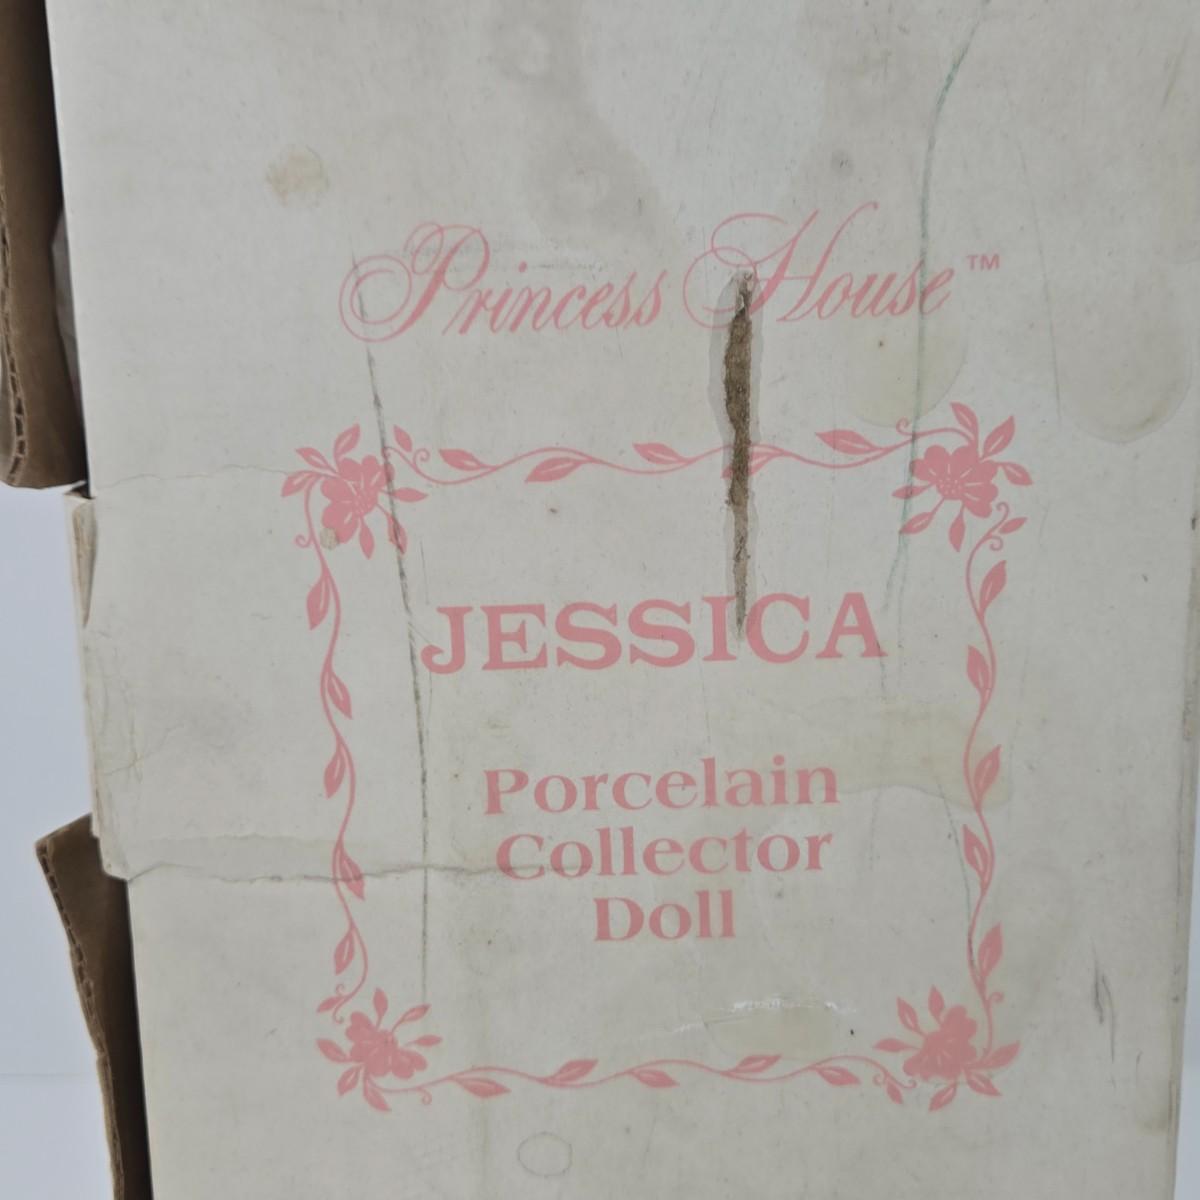 Princess House™
JESSICA
Porcelain
Collector
Doll